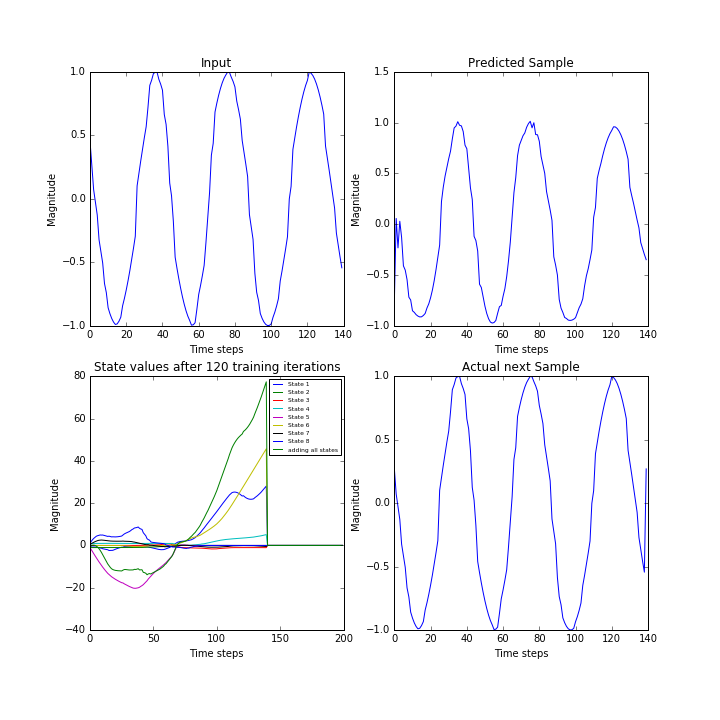 Input
Magnitude
1.0
0.5
0.0
−0.5
−1.0
0 20 40 60 80 100 120 140
Time steps
Predicted Sample
Magnitude
1.5
1.0
0.5
0.0
−0.5
−1.0
0 20 40 60 80 100 120 140
Time steps
State values after 120 training iterations
Magnitude
80
60
40
20
0
−20
−40
0 50 100 150 200
Time steps
State 1
State 2
State 3
State 4
State 5
State 6
State 7
State 8
adding all states
Actual next Sample
Magnitude
1.0
0.5
0.0
−0.5
−1.0
0 20 40 60 80 100 120 140
Time steps